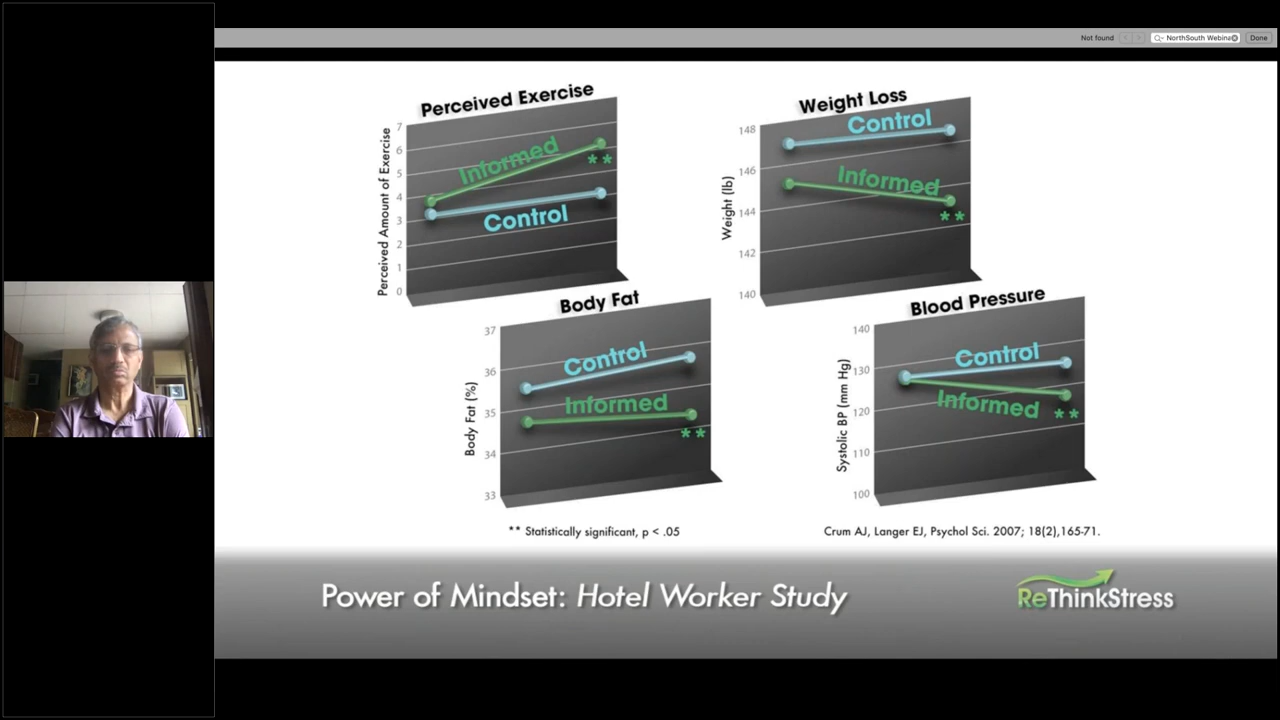 Not found
NorthSouth Webina
Done
Perceived Exercise
Perceived Amount of Exercise
7
6
5
4
3
2
1
0
Informed
**
Control
Weight Loss
Weight (lb)
148
146
144
142
140
Control
Informed
**
Body Fat
Body Fat (%)
37
36
35
34
33
Control
Informed
**
Blood Pressure
Systolic BP (mm Hg)
140
130
120
110
100
Control
Informed
**
** Statistically significant, p < .05
Crum AJ, Langer EJ, Psychol Sci. 2007; 18(2),165-71.
Power of Mindset: Hotel Worker Study
ReThinkStress